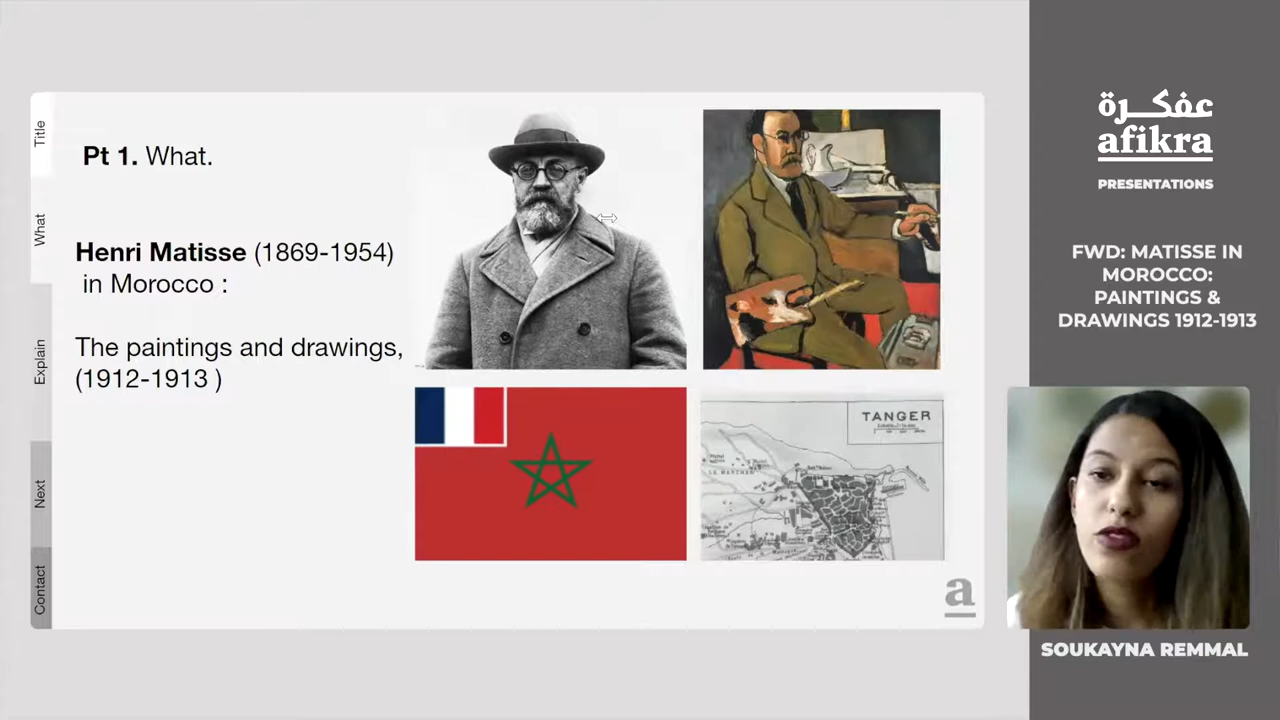 Title
What
Explain
Next
Contact
Pt 1. What.
Henri Matisse (1869-1954)
in Morocco :
The paintings and drawings,
(1912-1913 )
TANGER
a
عفكرة
afikra
PRESENTATIONS
FWD: MATISSE IN
MOROCCO:
PAINTINGS &
DRAWINGS 1912-1913
SOUKAYNA REMMAL